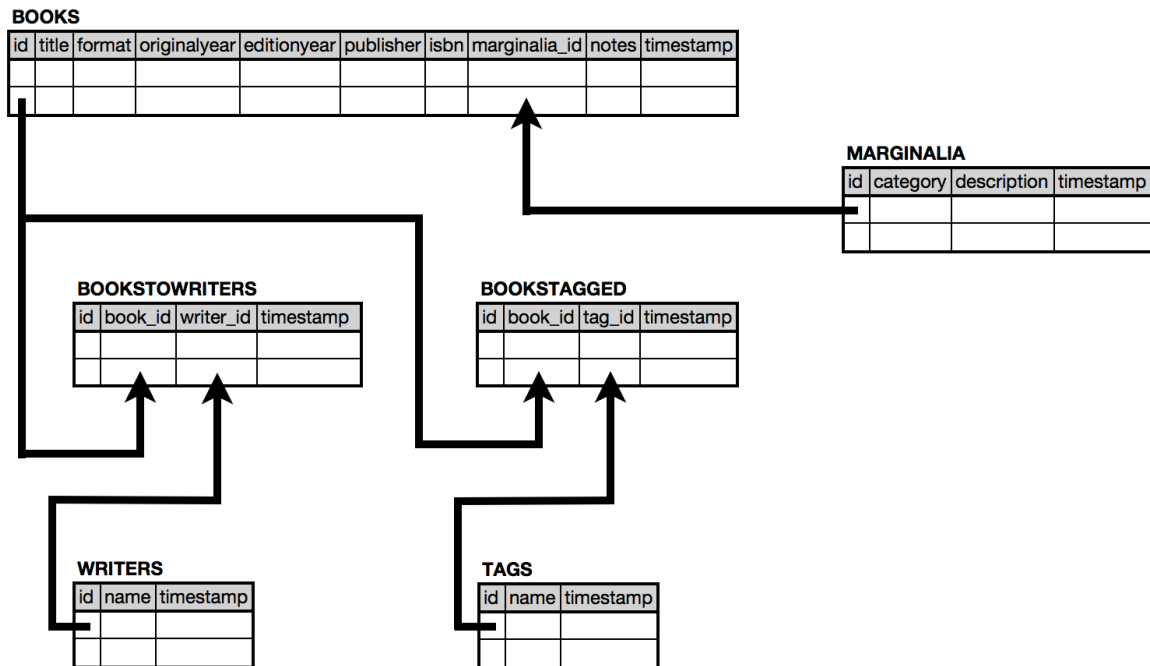 BOOKS
id title format originalyear editionyear publisher isbn marginalia_id notes timestamp
MARGINALIA
id category description timestamp
BOOKSTOWRITERS
id book_id writer_id timestamp
BOOKSTAGGED
id book_id tag_id timestamp
WRITERS
id name timestamp
TAGS
id name timestamp